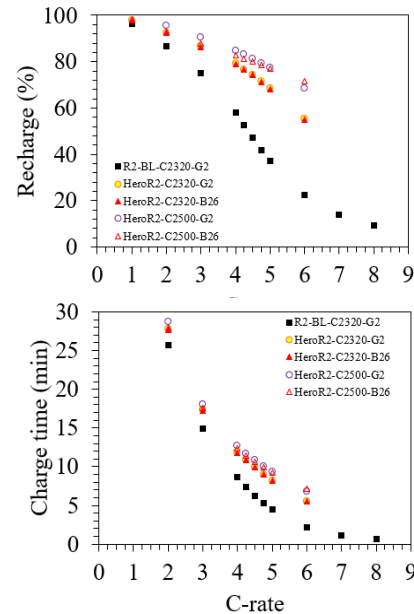 100
80
60
40
20
0
Recharge (%)
R2-BL-C2320-G2
HeroR2-C2320-G2
HeroR2-C2320-B26
HeroR2-C2500-G2
HeroR2-C2500-B26
0 1 2 3 4 5 6 7 8 9
30
25
20
15
10
5
0
Charge time (min)
R2-BL-C2320-G2
HeroR2-C2320-G2
HeroR2-C2320-B26
HeroR2-C2500-G2
HeroR2-C2500-B26
0 1 2 3 4 5 6 7 8 9
C-rate